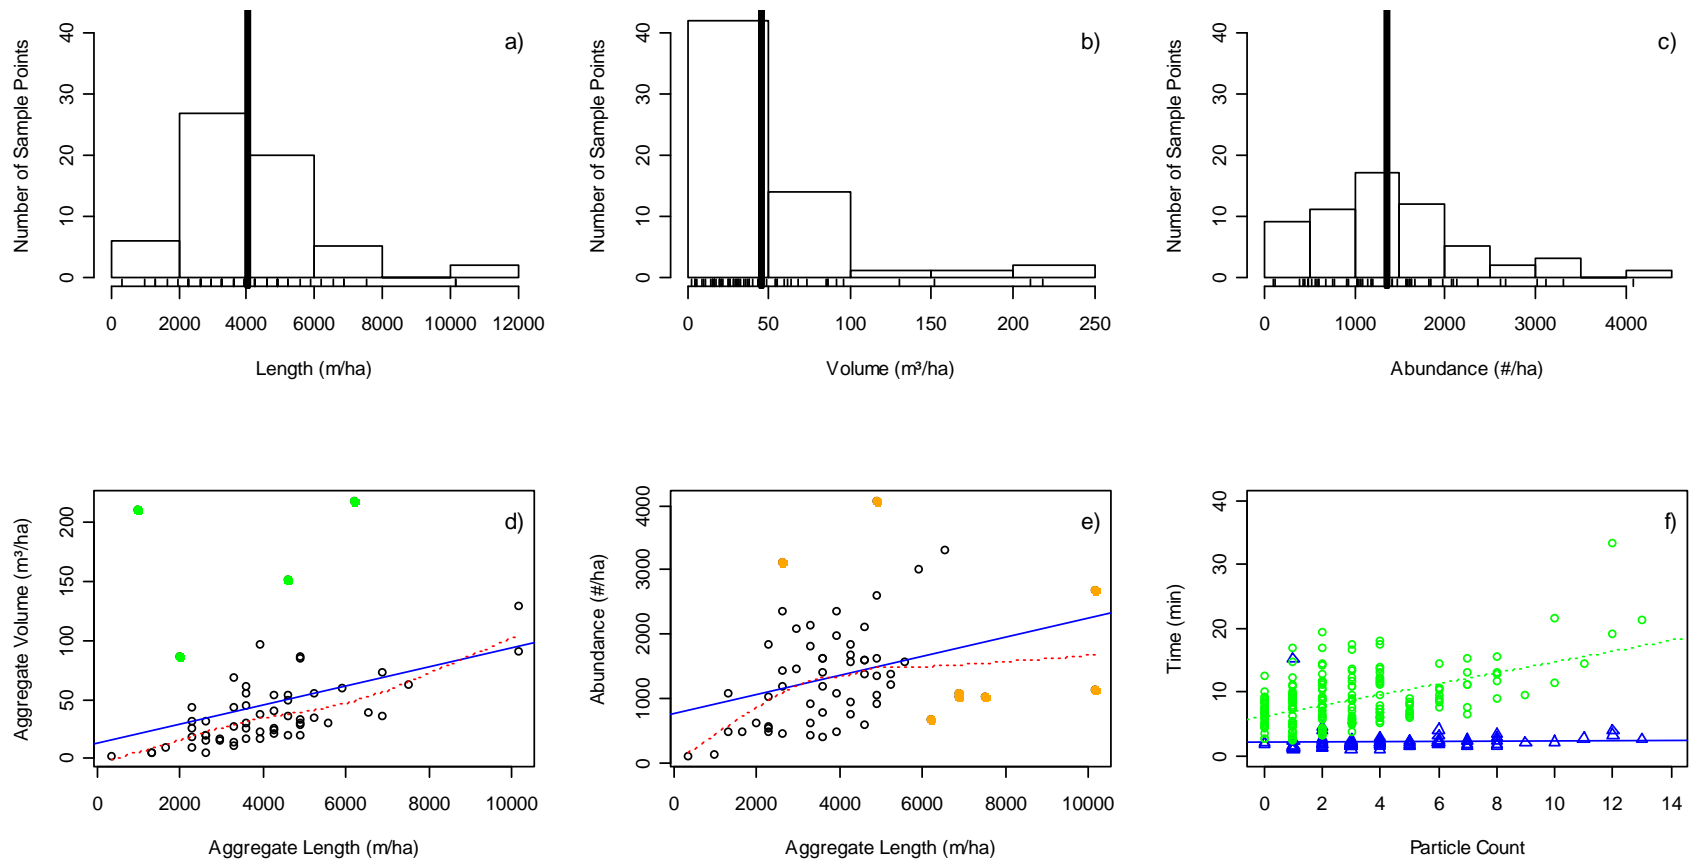 a)
Number of Sample Points
0 10 20 30 40
0 2000 4000 6000 8000 10000 12000
Length (m/ha)
b)
Number of Sample Points
0 10 20 30 40
0 50 100 150 200 250
Volume (m³/ha)
c)
Number of Sample Points
0 10 20 30 40
0 1000 2000 3000 4000
Abundance (#/ha)
d)
Aggregate Volume (m³/ha)
0 50 100 150 200
0 2000 4000 6000 8000 10000
Aggregate Length (m/ha)
e)
Abundance (#/ha)
0 1000 2000 3000 4000
0 2000 4000 6000 8000 10000
Aggregate Length (m/ha)
f)
Time (min)
0 10 20 30 40
0 2 4 6 8 10 12 14
Particle Count